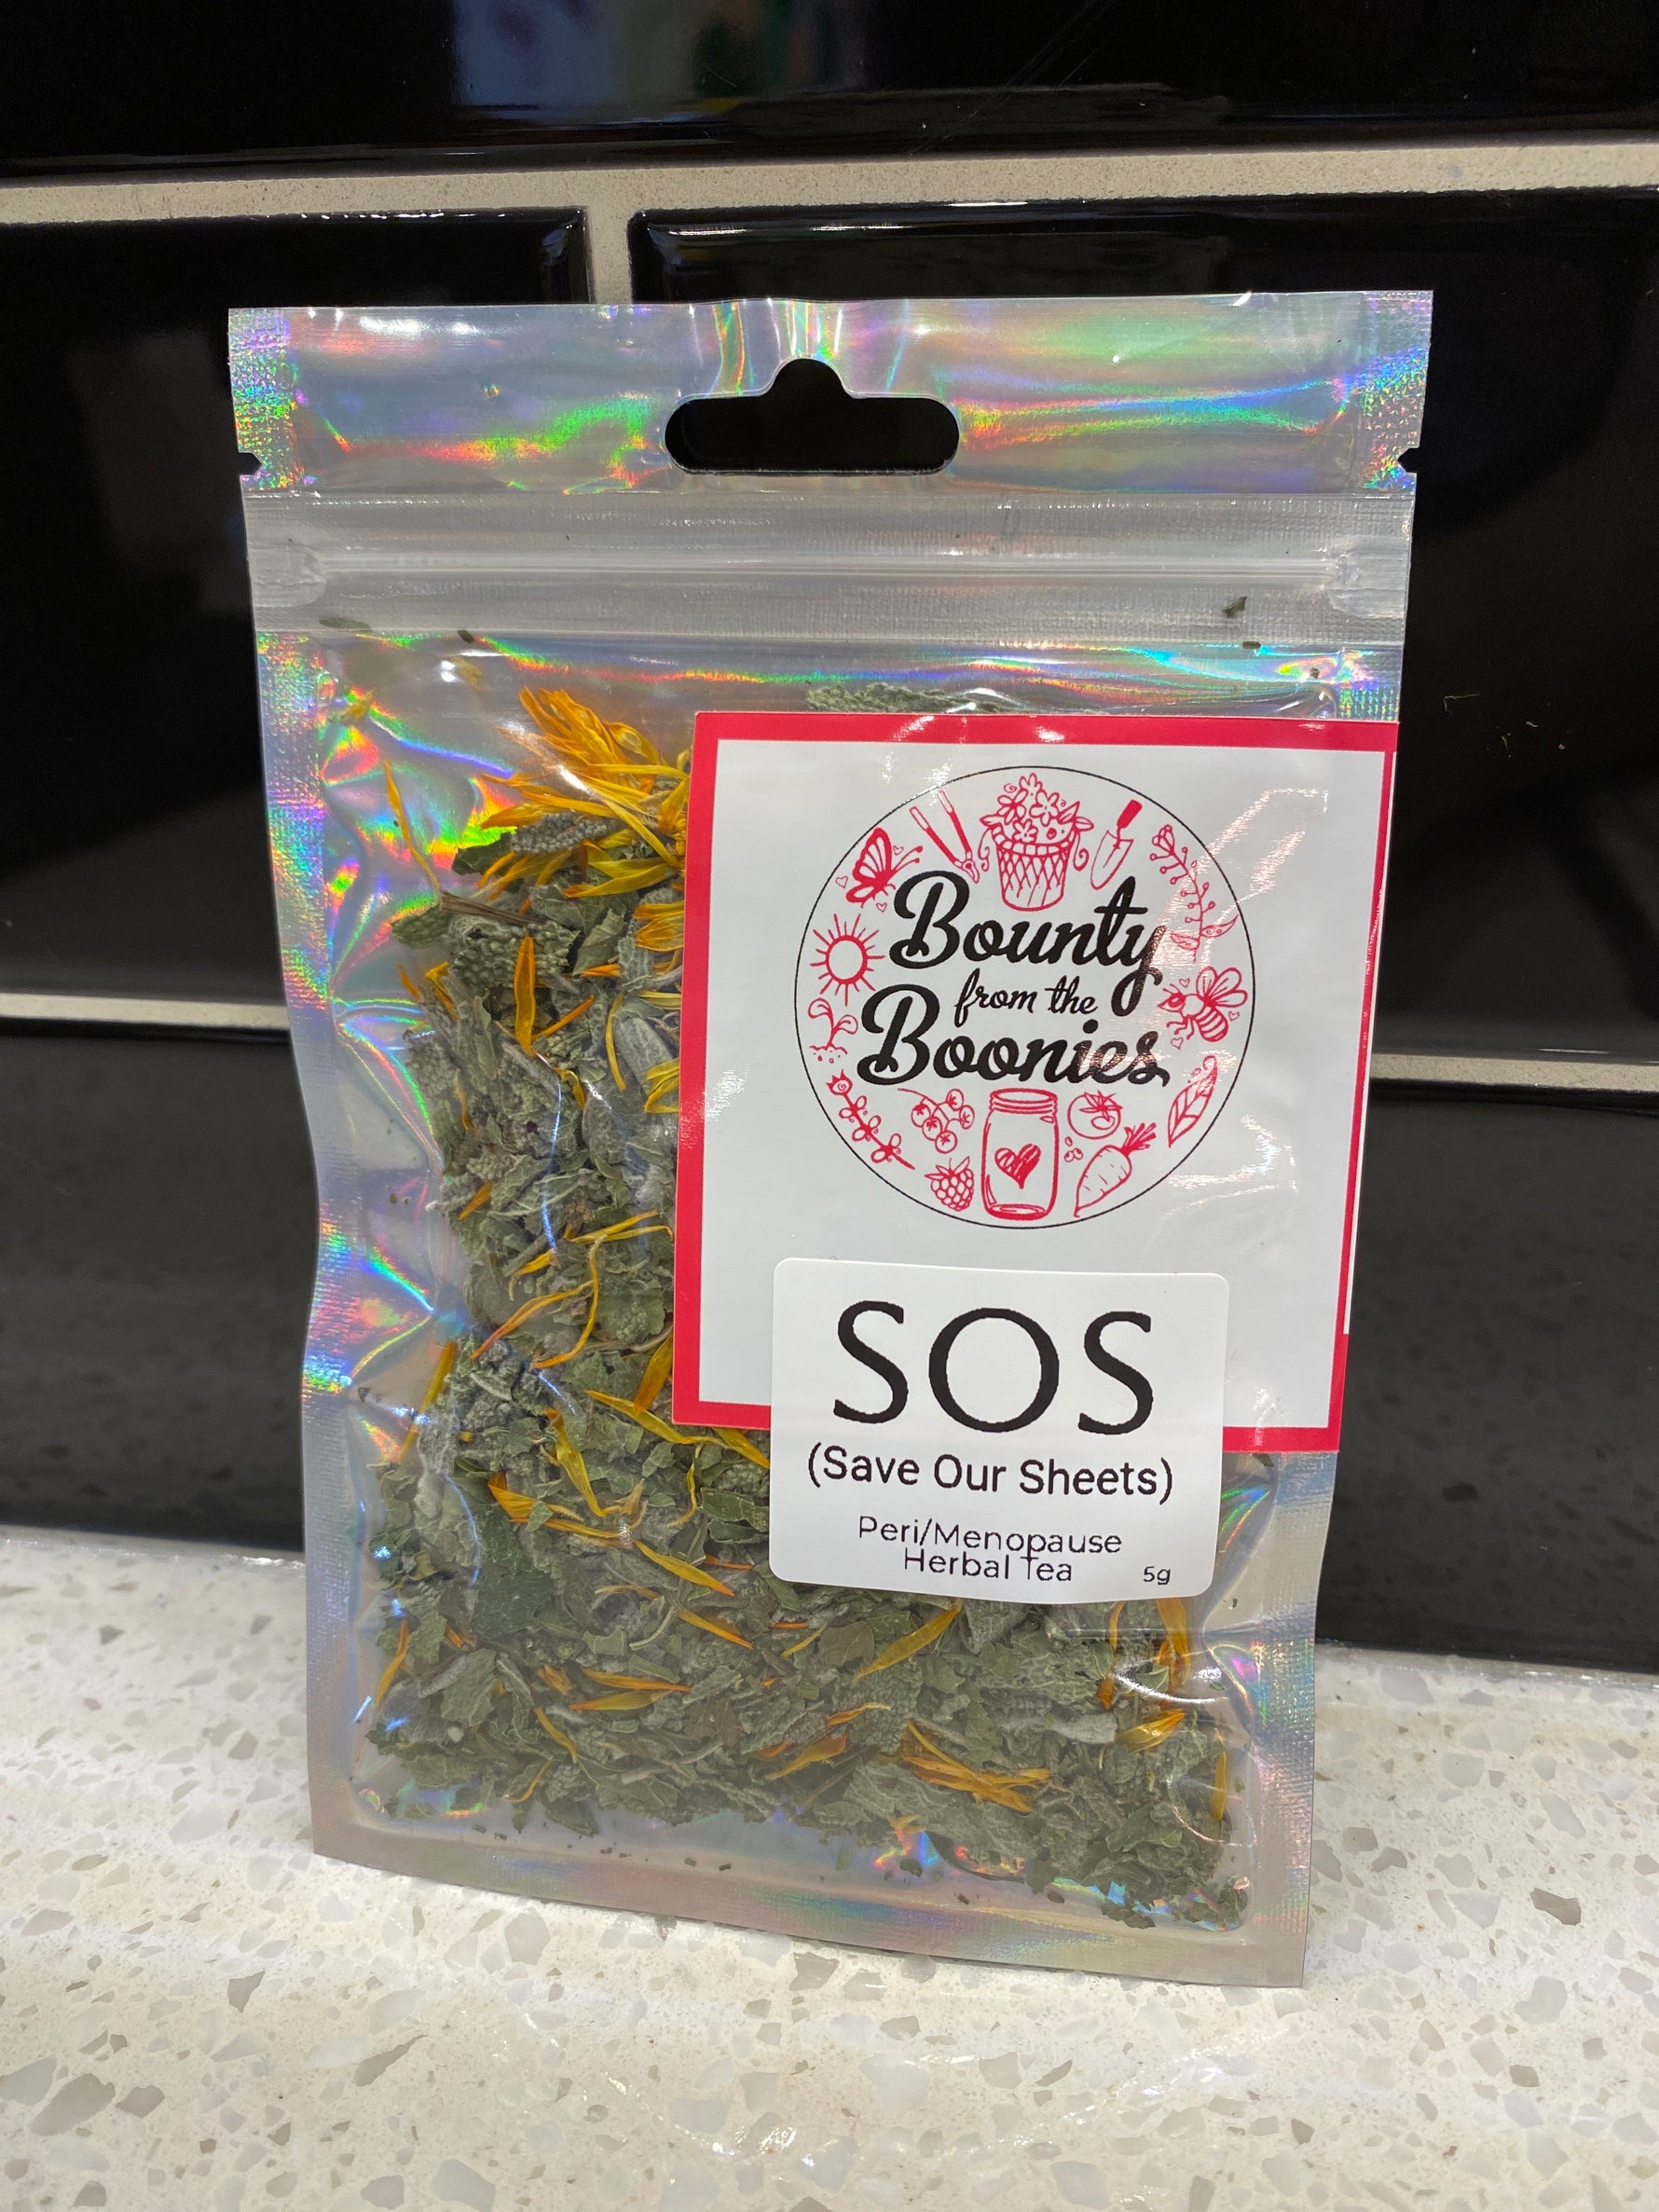 Bounty
from the
Boonies
SOS
(Save Our Sheets)
Peri/Menopause
Herbal Tea 5g